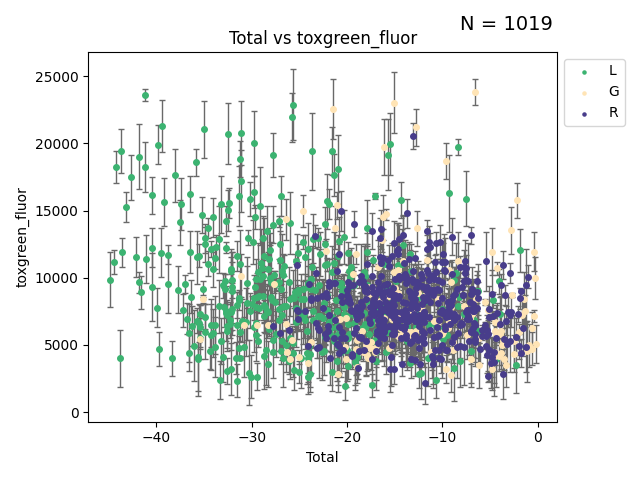 N = 1019
Total vs toxgreen_fluor
L
G
R
toxgreen_fluor
25000
20000
15000
10000
5000
0
−40
−30
−20
−10
0
Total